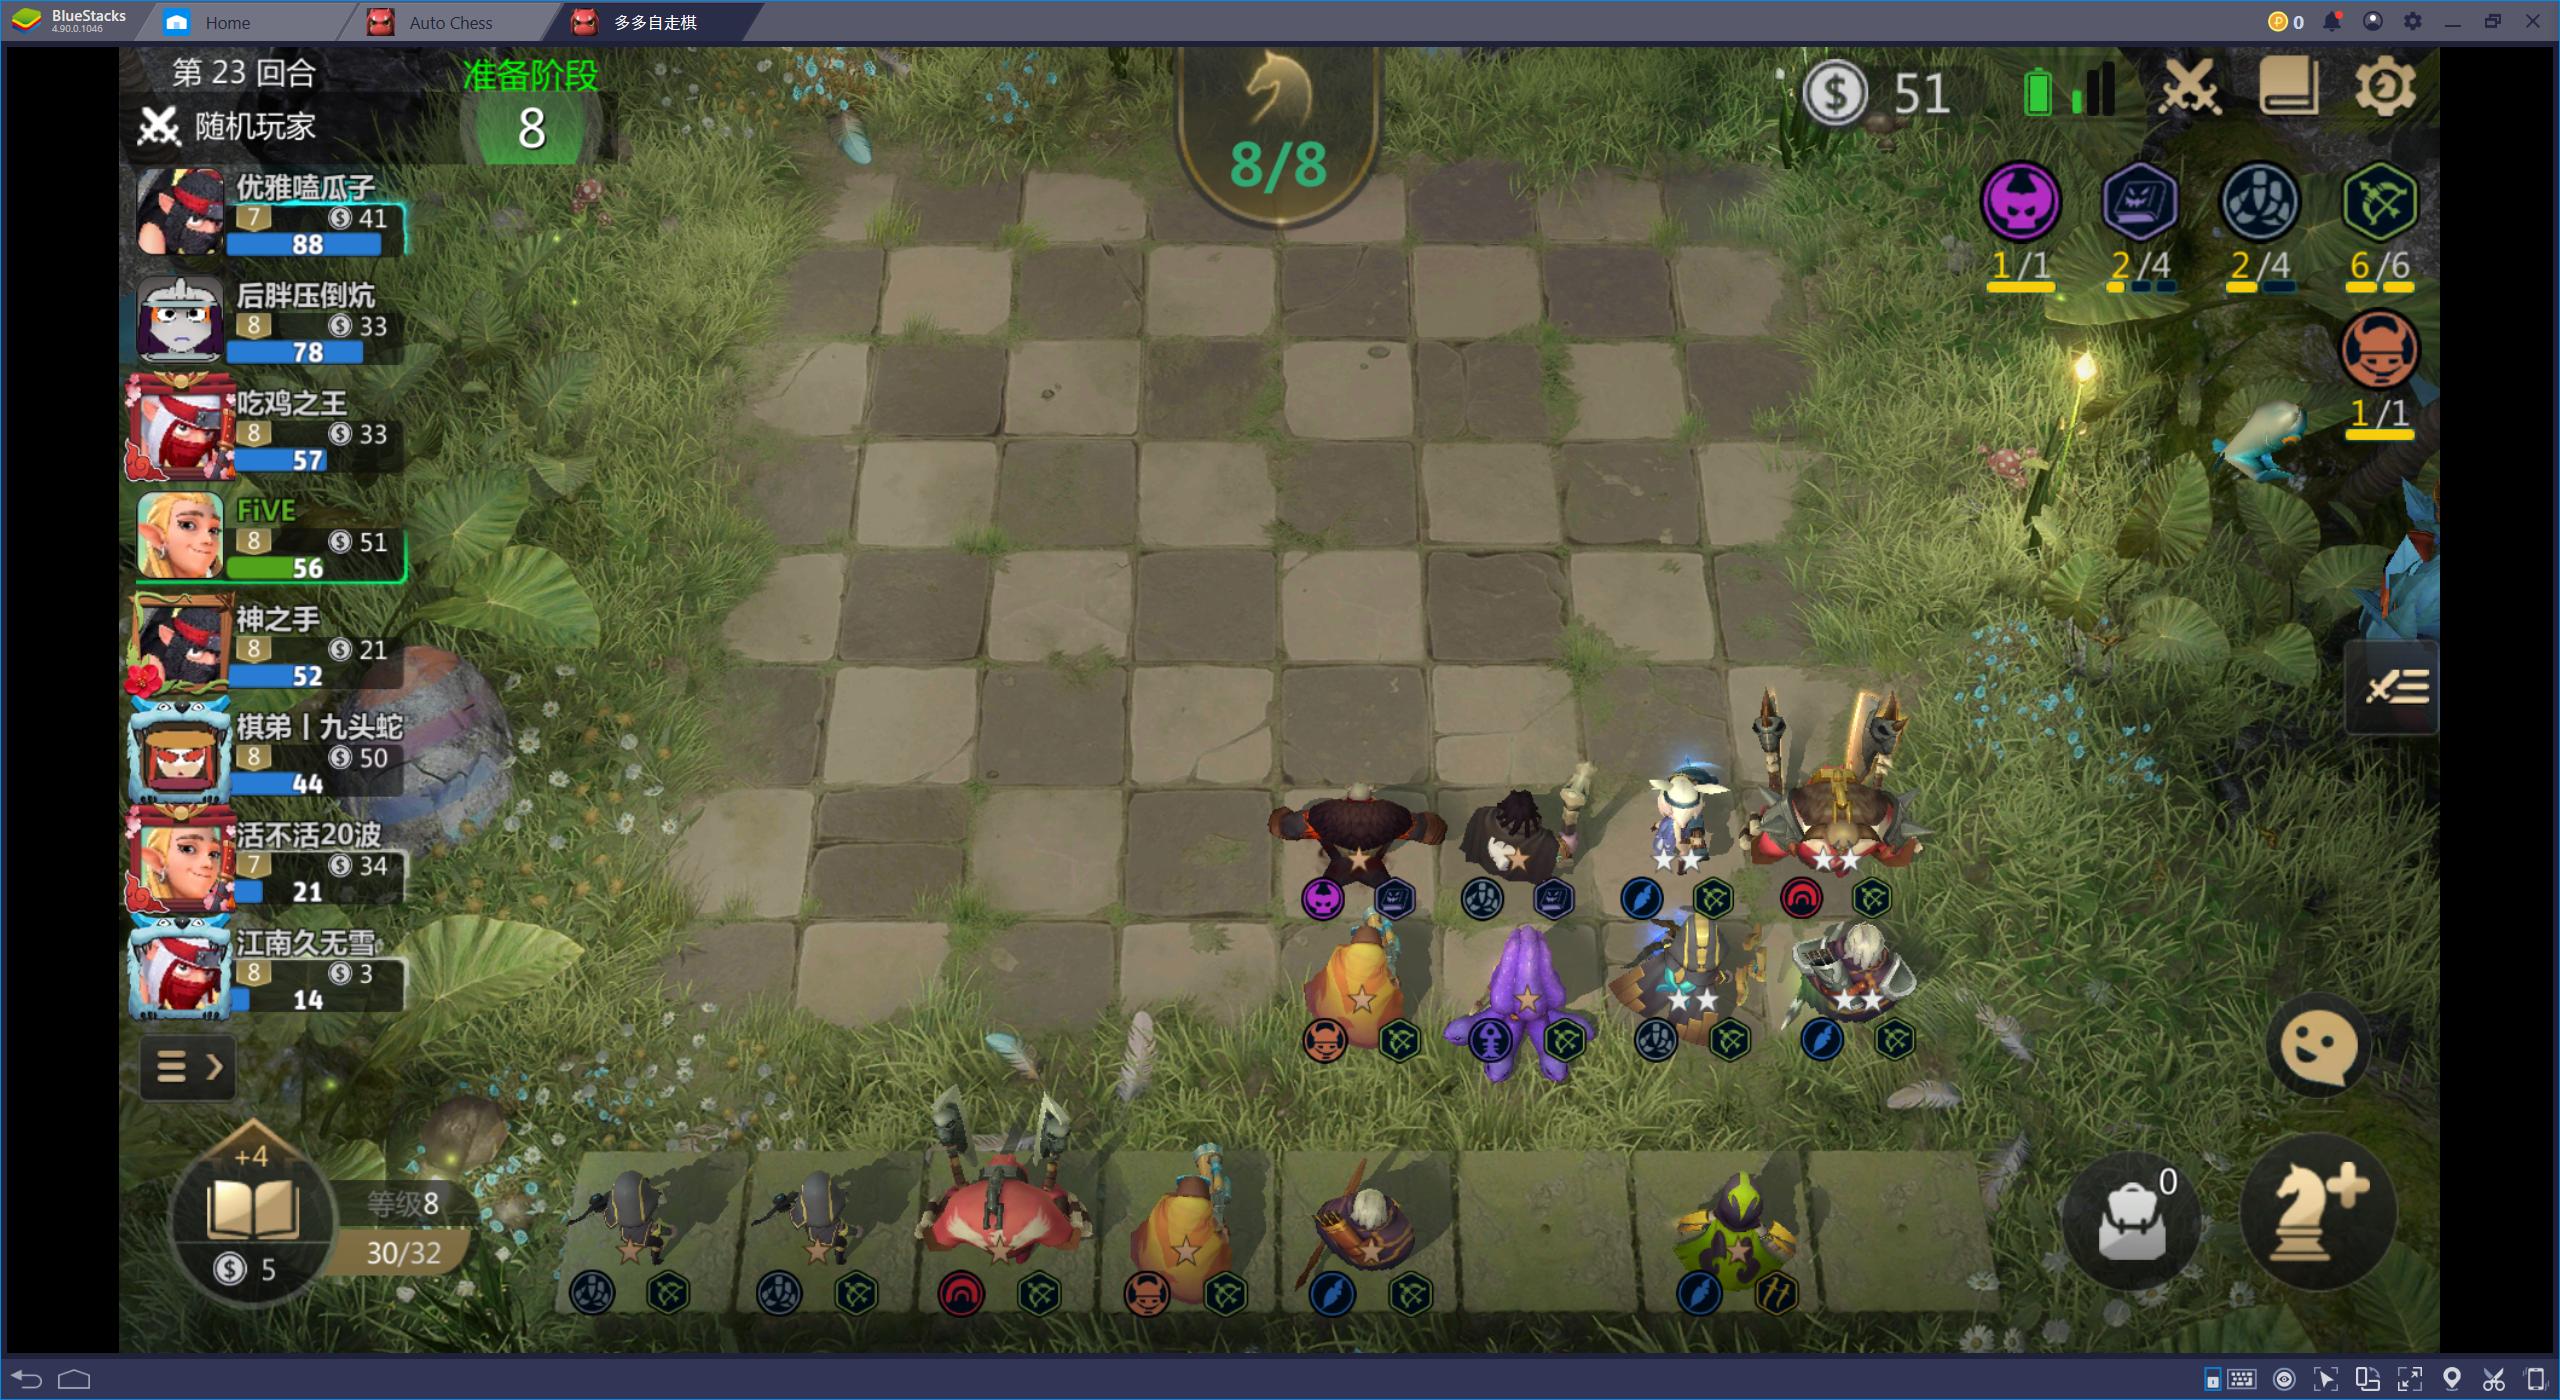 BlueStacks
4.90.0.1046
Home
Auto Chess
多多自走棋
0
第 23 回合
准备阶段
随机玩家
8
8/8
51
1/1
2/4
2/4
6/6
1/1
优雅嗑瓜子
7
41
88
后胖压倒炕
8
33
78
吃鸡之王
8
33
57
FiVE
8
51
56
神之手
8
21
52
棋弟丨九头蛇
8
50
44
活不活20波
7
34
21
江南久无雪
8
3
14
+4
等级8
30/32
5
0